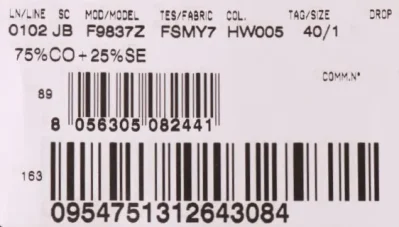 LN/LINE SC MOD/MODEL TES/FABRIC COL. TAG/SIZE DROP
0102 JB F9837Z FSMY7 HW005 40/1
75%CO+25%SE
COMM.N°
89
8 056305 082441
163
0954751312643084